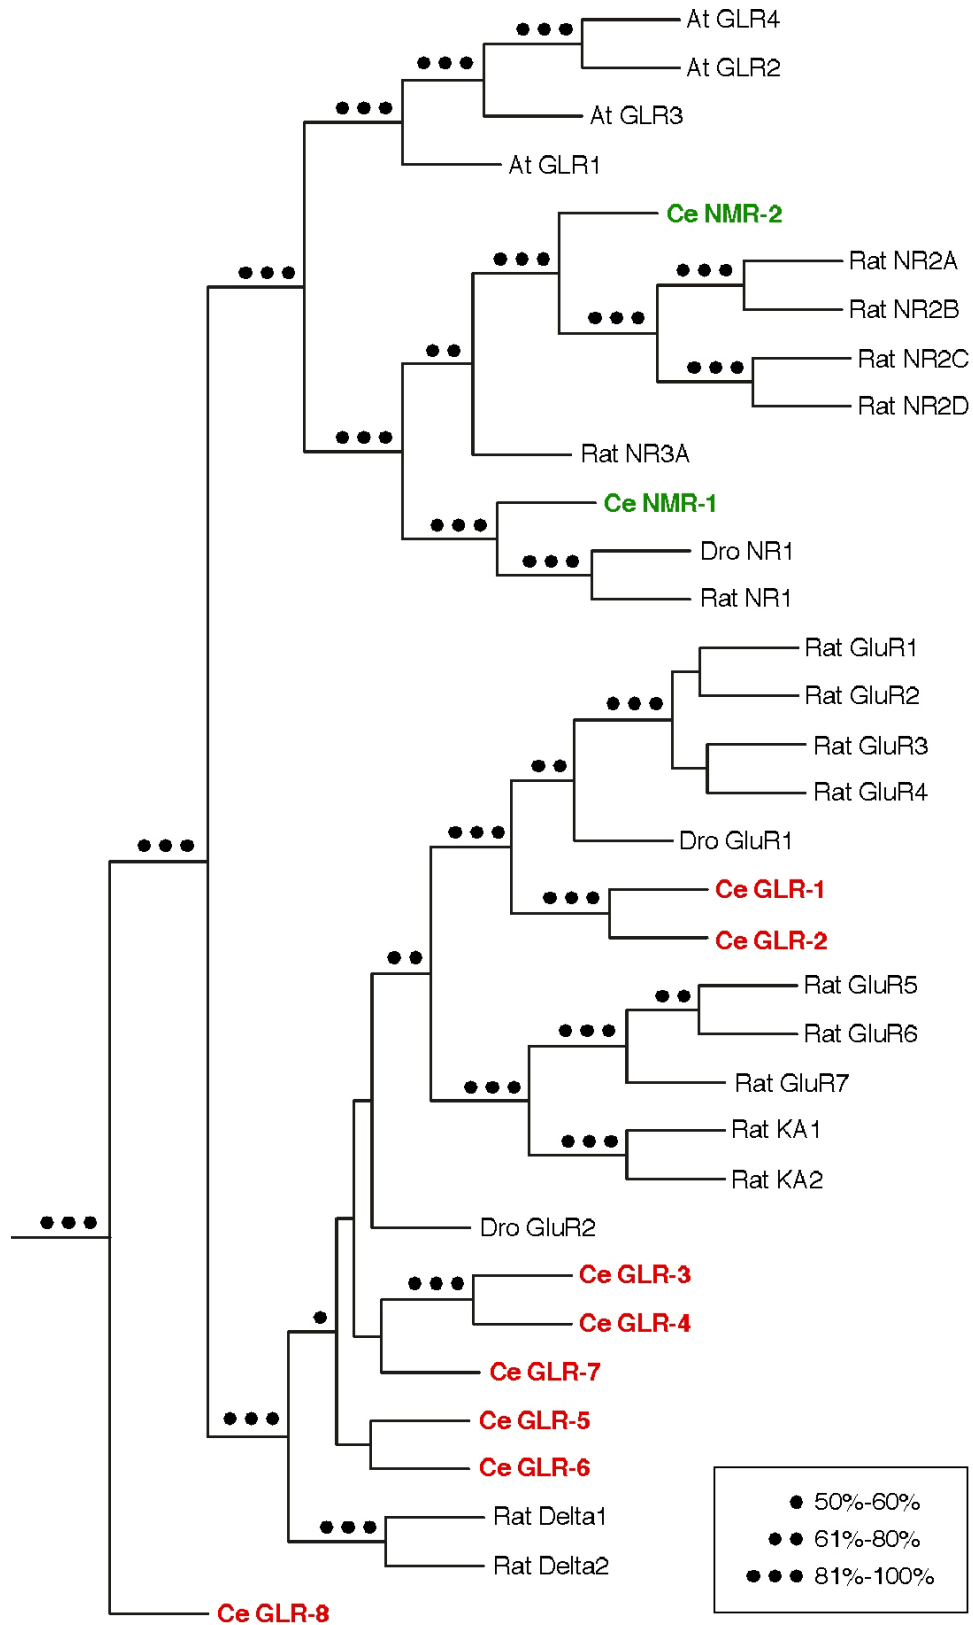 At GLR4
At GLR2
At GLR3
At GLR1
Ce NMR-2
Rat NR2A
Rat NR2B
Rat NR2C
Rat NR2D
Rat NR3A
Ce NMR-1
Dro NR1
Rat NR1
Rat GluR1
Rat GluR2
Rat GluR3
Rat GluR4
Dro GluR1
Ce GLR-1
Ce GLR-2
Rat GluR5
Rat GluR6
Rat GluR7
Rat KA1
Rat KA2
Dro GluR2
Ce GLR-3
Ce GLR-4
Ce GLR-7
Ce GLR-5
Ce GLR-6
Rat Delta1
Rat Delta2
Ce GLR-8
50%-60%
61%-80%
81%-100%